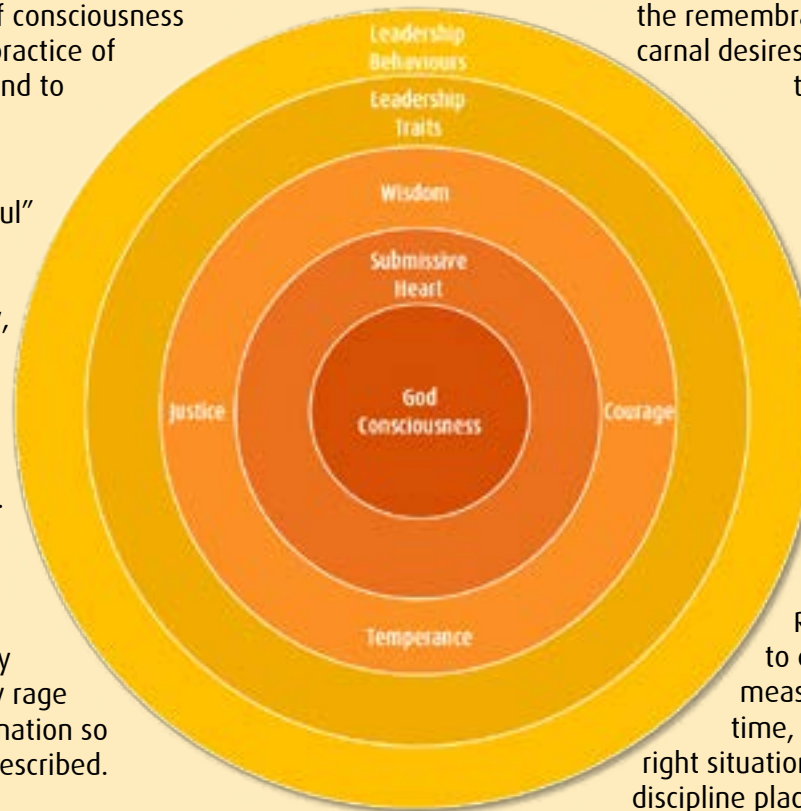 f consciousness
practice of
nd to
ul”
,
.
y
y rage
nation so
escribed.
Leadership
Behaviours
Leadership
Traits
Wisdom
Submissive
Heart
God
Consciousness
Justice
Courage
Temperance
the remembra
carnal desires
t
R
to
meas
time,
right situation
discipline plac